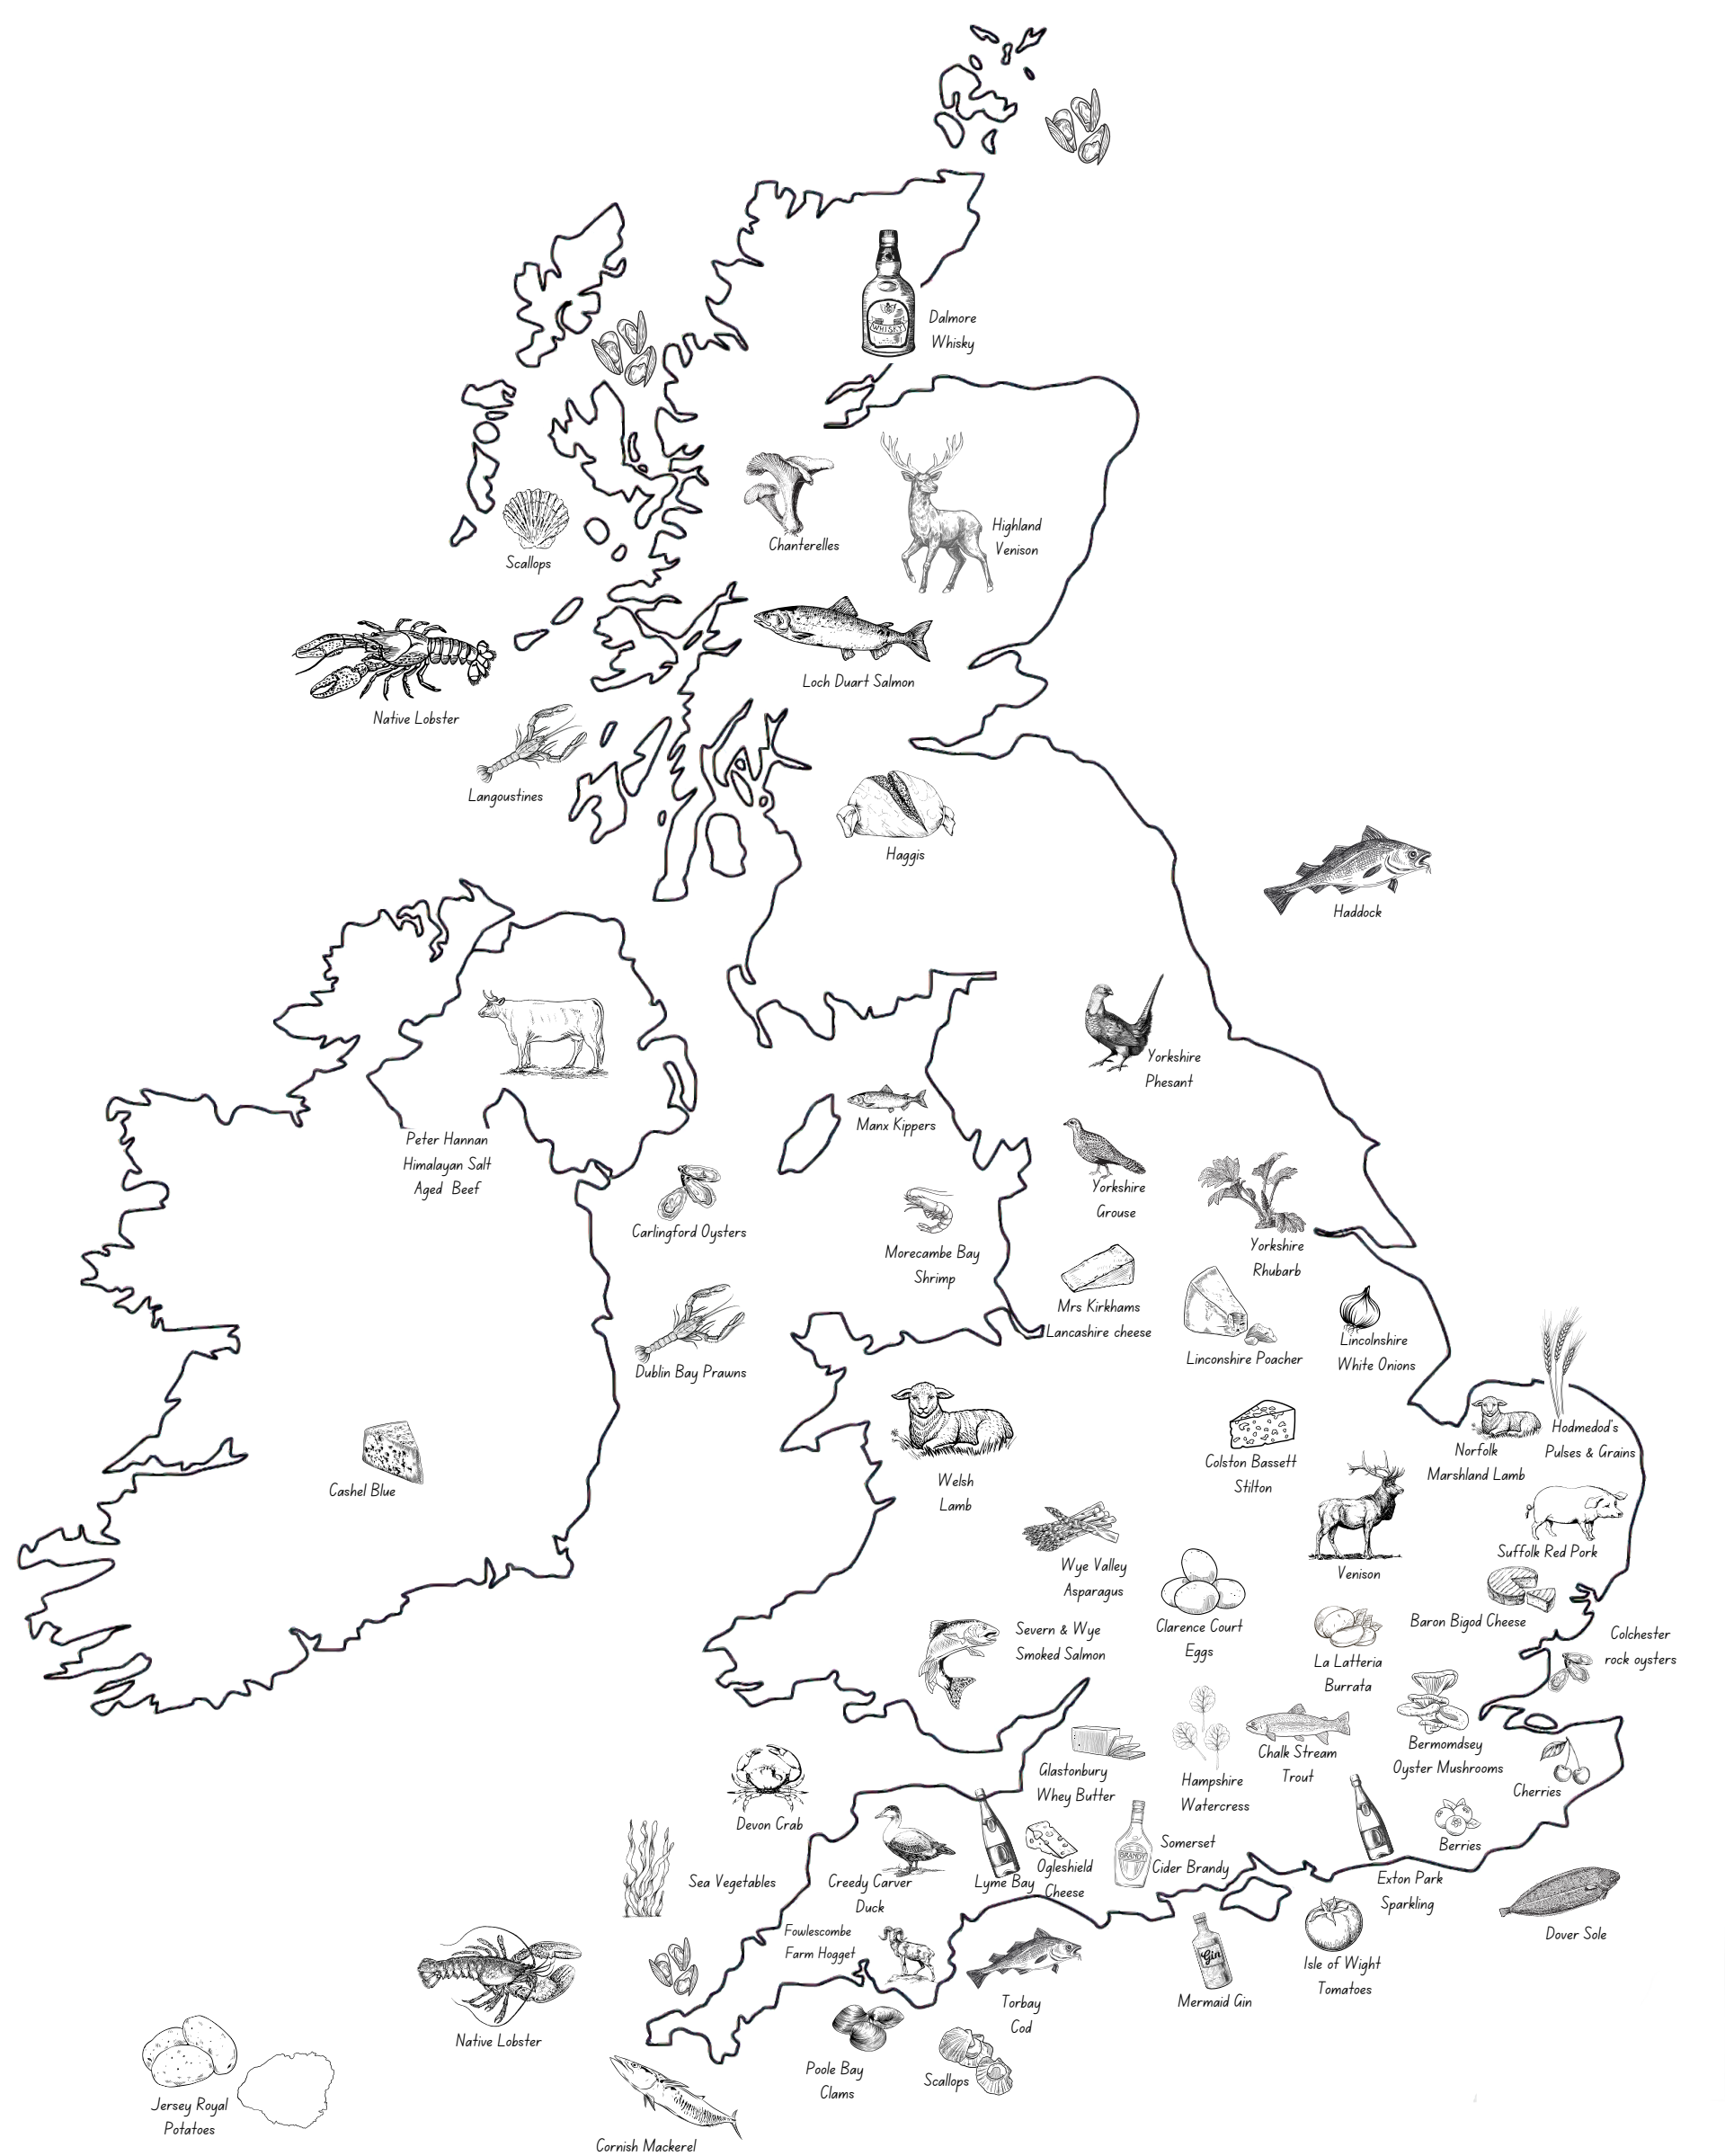 WHISKY
Dalmore
Whisky
Chanterelles
Highland
Venison
Scallops
Loch Duart Salmon
Native Lobster
Langoustines
Haggis
Haddock
Yorkshire
Phesant
Manx Kippers
Peter Hannan
Himalayan Salt
Aged Beef
Yorkshire
Grouse
Carlingford Oysters
Morecambe Bay
Shrimp
Yorkshire
Rhubarb
Mrs Kirkhams
Lancashire cheese
Linconshire Poacher
Lincolnshire
White Onions
Dublin Bay Prawns
Hodmedod's
Pulses & Grains
Norfolk
Marshland Lamb
Colston Bassett
Stilton
Cashel Blue
Welsh
Lamb
Suffolk Red Pork
Wye Valley
Asparagus
Venison
Baron Bigod Cheese
Clarence Court
Eggs
Severn & Wye
Smoked Salmon
Colchester
rock oysters
La Latteria
Burrata
Bermondsey
Oyster Mushrooms
Chalk Stream
Trout
Glastonbury
Whey Butter
Hampshire
Watercress
Cherries
Devon Crab
Berries
BRANDY
Somerset
Cider Brandy
Ogleshield
Cheese
Lyme Bay
Creedy Carver
Duck
Sea Vegetables
Exton Park
Sparkling
Fowlescombe
Farm Hogget
Dover Sole
Gin
Isle of Wight
Tomatoes
Mermaid Gin
Torbay
Cod
Native Lobster
Poole Bay
Clams
Scallops
Jersey Royal
Potatoes
Cornish Mackerel